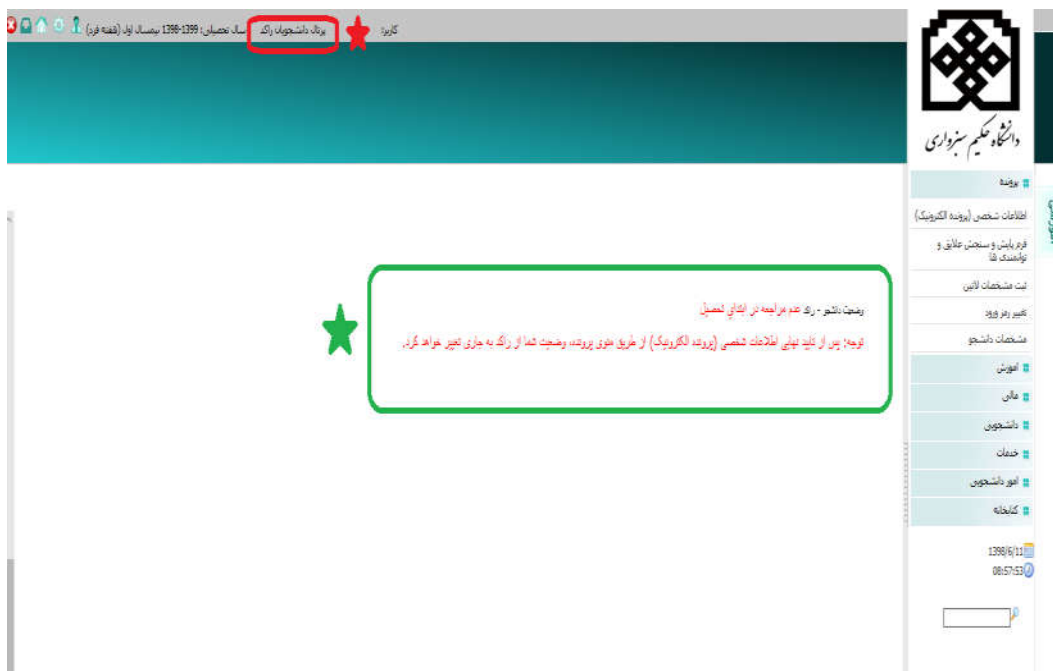 کاربر:
پرتال دانشجویان راکد
سال تحصیلی: 1399-1398 نیمسال اول (هفته فرد)
دانشگاه حکیم سبزواری
پرونده
اطلاعات شخصی (پرونده الکترونیک)
فرم پایش و سنجش علایق و
توانمندی ها
ثبت مشخصات لاتین
تغییر رمز ورود
مشخصات دانشجو
آموزش
مالی
دانشجویی
خدمات
امور دانشجویی
کتابخانه
1398/6/11
08:57:53
وضعیت دانشجو - راکد عدم مراجعه در ابتدای تحصیل
توجه: پس از تایید نهایی اطلاعات شخصی (پرونده الکترونیک) از طریق منوی پرونده، وضعیت شما از راکد به جاری تغییر خواهد کرد.